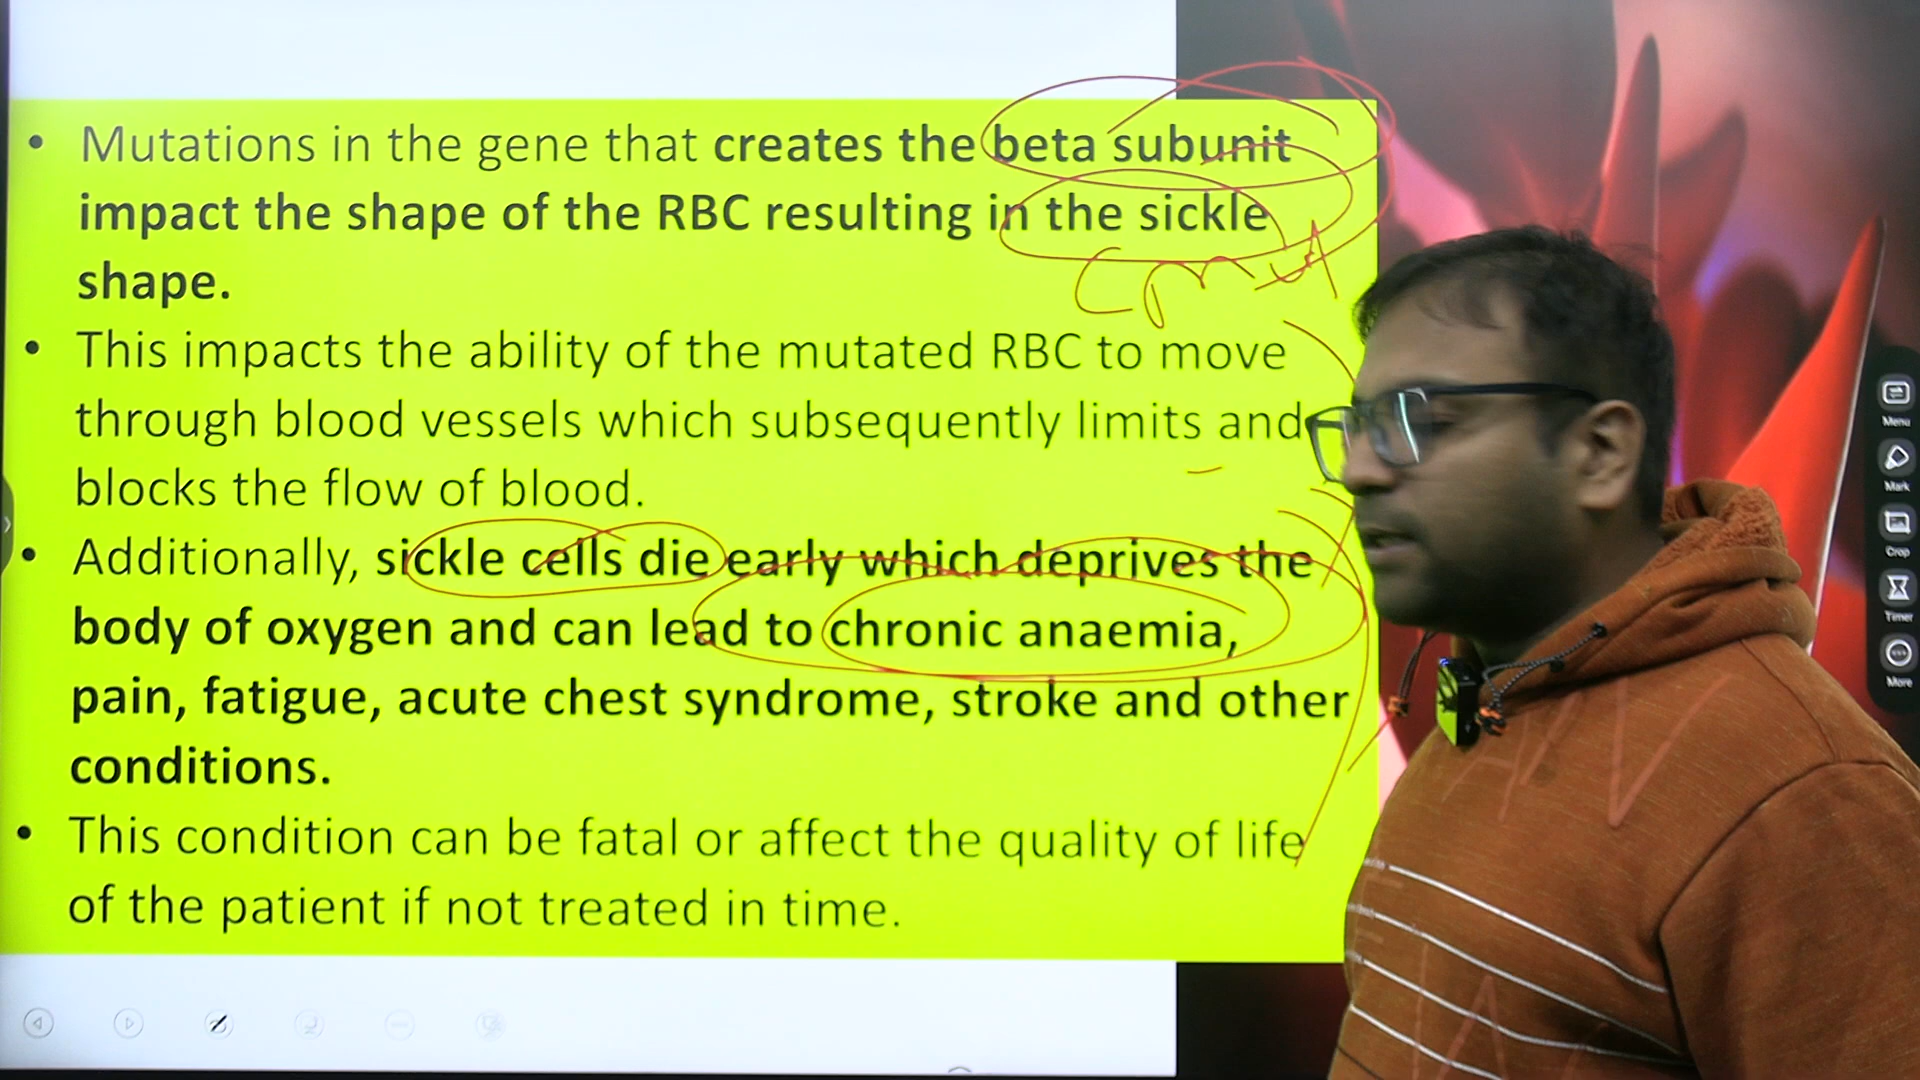 • Mutations in the gene that creates the beta subunit
impact the shape of the RBC resulting in the sickle
shape.
• This impacts the ability of the mutated RBC to move
through blood vessels which subsequently limits and
blocks the flow of blood.
• Additionally, sickle cells die early which deprives the
body of oxygen and can lead to chronic anaemia,
pain, fatigue, acute chest syndrome, stroke and other
conditions.
• This condition can be fatal or affect the quality of life
of the patient if not treated in time.
Menu
Mark
Crop
Timer
More